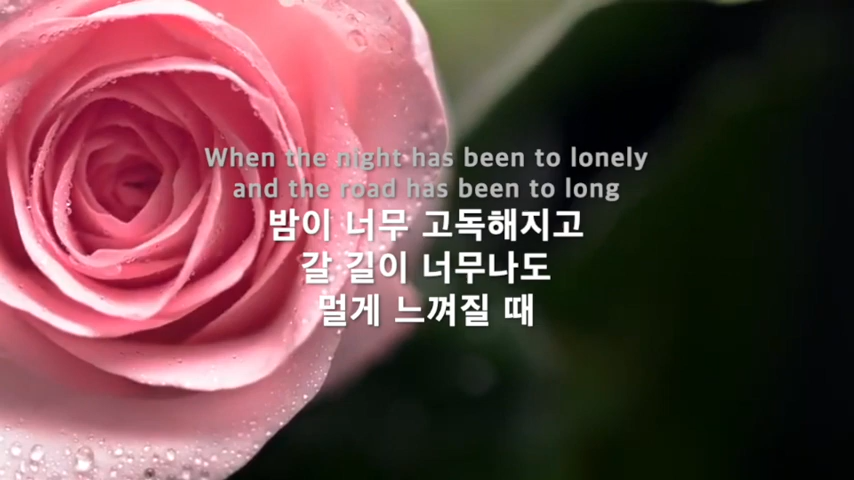 When the night has been to lonely
and the road has been to long
밤이 너무 고독해지고
갈 길이 너무나도
멀게 느껴질 때